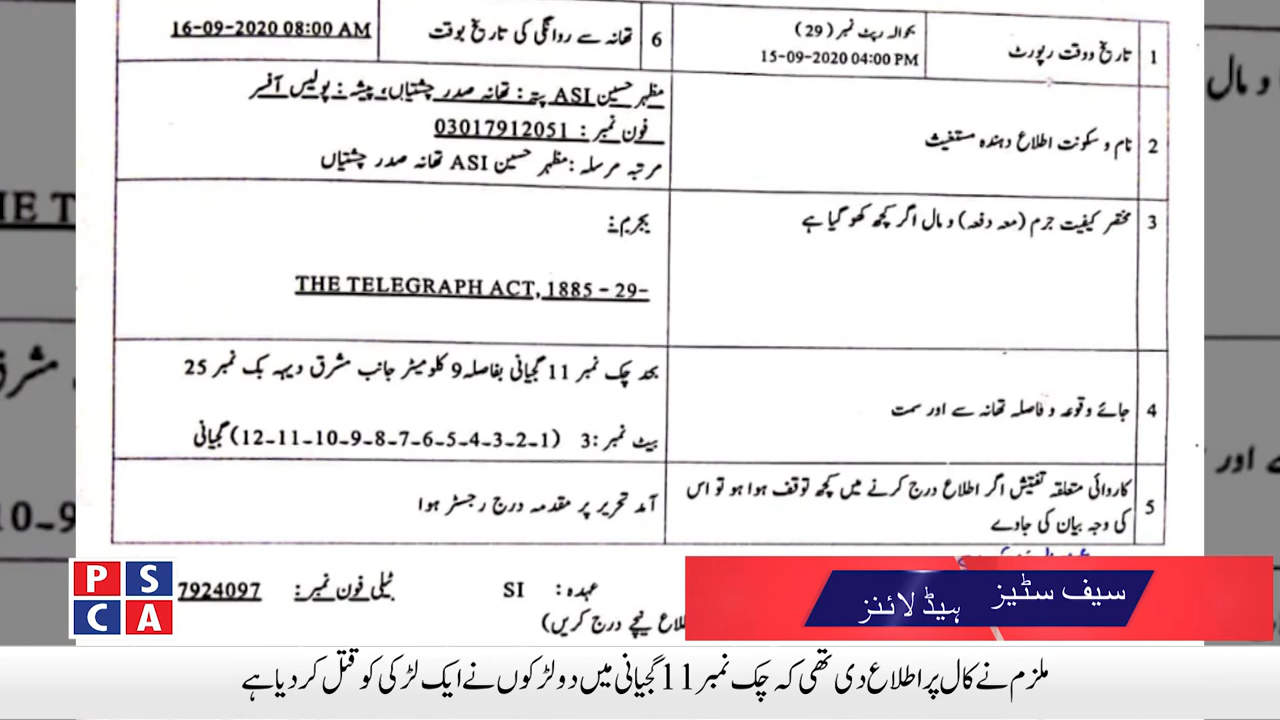 1 تاریخ ووقت رپورٹ
بحوالہ رپٹ نمبر (29)
15-09-2020 04:00 PM
6 تھانہ سے روانگی کی تاریخ بوقت
16-09-2020 08:00 AM
2 نام و سکونت اطلاع دہندہ مستغیث
مظہر حسین ASI پتہ: تھانہ صدر چشتیاں، پیشہ: پولیس آفسر
فون نمبر: 03017912051
مرتبہ مرسلہ: مظہر حسین ASI تھانہ صدر چشتیاں
3 مختصر کیفیت جرم (معہ دفعہ) و مال اگر کچھ کھو گیا ہے
بجرم:
THE TELEGRAPH ACT, 1885 - 29-
4 جائے وقوعہ و فاصلہ تھانہ سے اور سمت
بحد چک نمبر 11 گجیانی بفاصلہ 9 کلومیٹر جانب مشرق دیہہ بک نمبر 25
بیٹ نمبر: 3 (1-2-3-4-5-6-7-8-9-10-11-12) گجیانی
5 کاروائی متعلقہ تفتیش اگر اطلاع درج کرنے میں کچھ توقف ہوا ہو تو اس
کی وجہ بیان کی جاوے
آمد تحریر پر مقدمہ درج رجسٹر ہوا
عہدہ: SI ٹیلی فون نمبر: 7924097
لاع نیچے درج کریں)
PSCA
سیف سٹیز
ہیڈ لائنز
ملزم نے کال پر اطلاع دی تھی کہ چک نمبر 11 گجیانی میں دو لڑکوں نے ایک لڑکی کو قتل کر دیا ہے